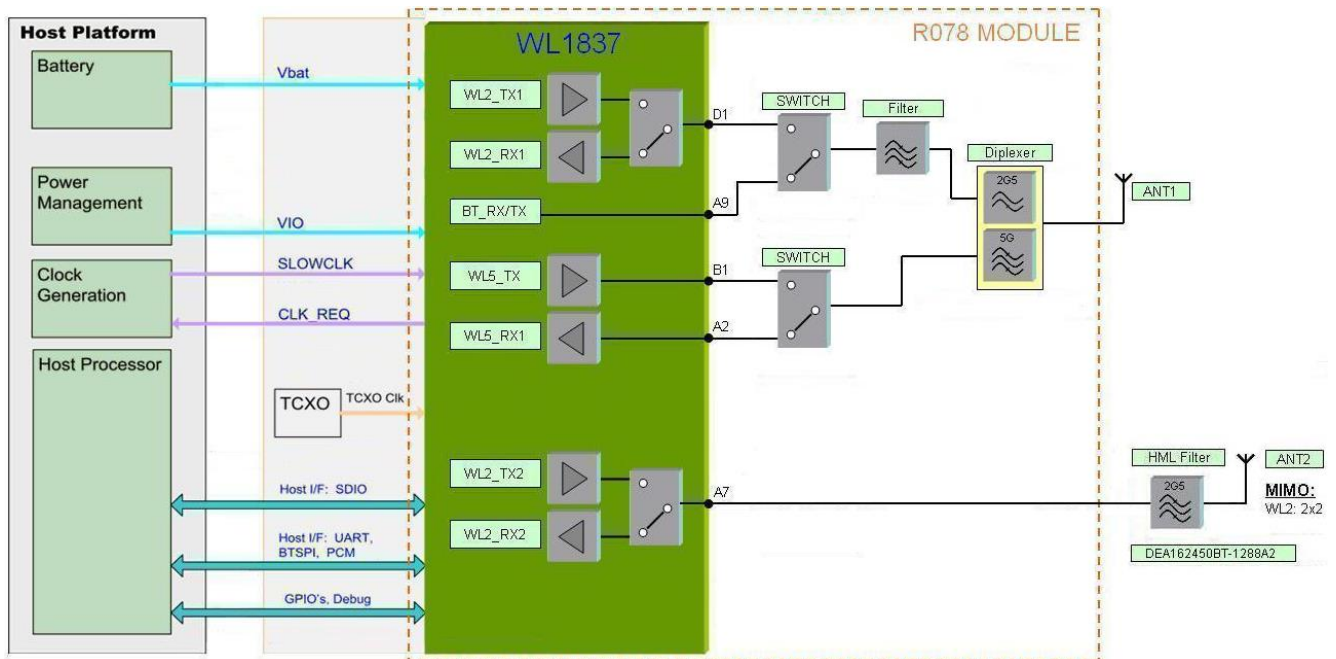 Host Platform
Battery
Power
Management
Clock
Generation
Host Processor
Vbat
VIO
SLOWCLK
CLK_REQ
TCXO
TCXO Clk
Host I/F: SDIO
Host I/F: UART,
BTSPI, PCM
GPIO's, Debug
WL1837
WL2_TX1
WL2_RX1
BT_RX/TX
WL5_TX
WL5_RX1
WL2_TX2
WL2_RX2
D1
A9
B1
A2
A7
R078 MODULE
SWITCH
Filter
Diplexer
2G5
5G
SWITCH
ANT1
HML Filter
2G5
ANT2
MIMO:
WL2: 2x2
DEA162450BT-1288A2